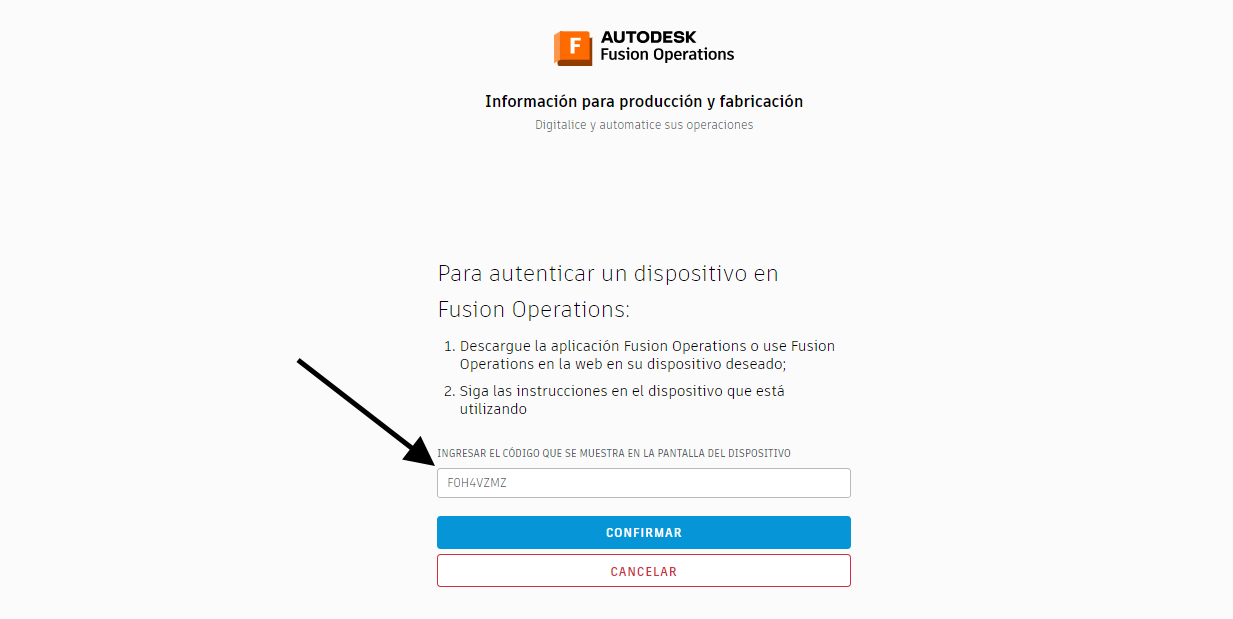 F
AUTODESK
Fusion Operations
Información para producción y fabricación
Digitalice y automatice sus operaciones
Para autenticar un dispositivo en
Fusion Operations:
1. Descargue la aplicación Fusion Operations o use Fusion
Operations en la web en su dispositivo deseado;
2. Siga las instrucciones en el dispositivo que está
utilizando
INGRESAR EL CÓDIGO QUE SE MUESTRA EN LA PANTALLA DEL DISPOSITIVO
F0H4VZMZ
CONFIRMAR
CANCELAR